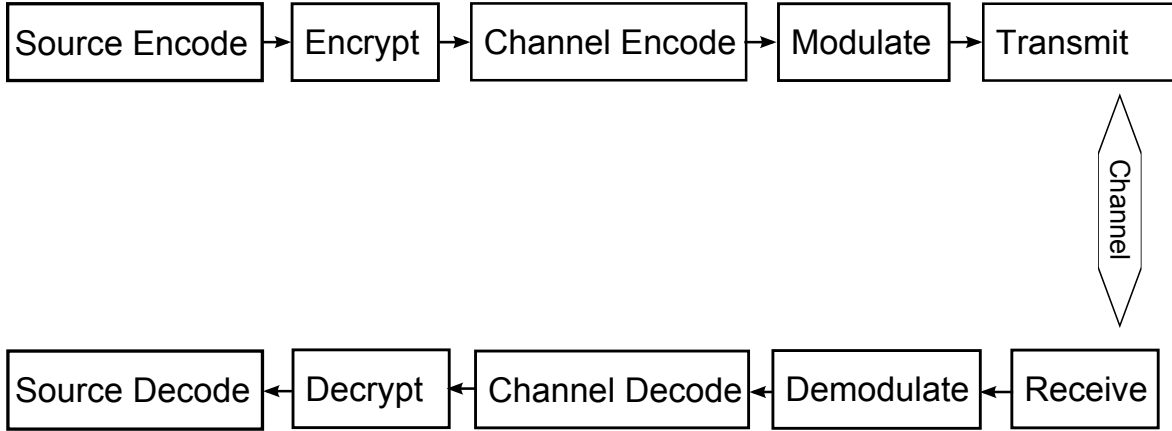 Source Encode
Encrypt
Channel Encode
Modulate
Transmit
Channel
Source Decode
Decrypt
Channel Decode
Demodulate
Receive